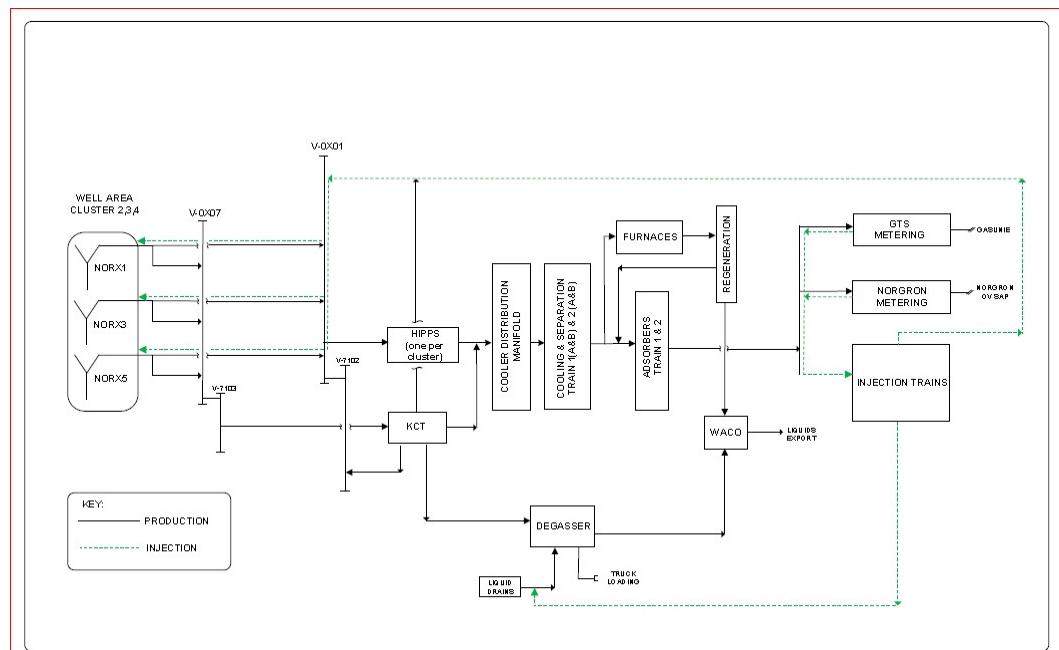 V-0X01
WELL AREA
CLUSTER 2,3,4
V-0X07
NORX1
NORX3
NORX5
V-7103
V-7102
HIPPS
(one per
cluster)
KCT
COOLER DISTRIBUTION
MANIFOLD
COOLING & SEPARATION
TRAIN 1(A&B) & 2 (A&B)
FURNACES
REGENERATION
ADSORBERS
TRAIN 1 & 2
GTS
METERING
GASUNIE
NORGRON
METERING
NORGRON
OV/SAP
INJECTION TRAINS
WACO
LIQUIDS
EXPORT
DEGASSER
LIQUID
DRAINS
TRUCK
LOADING
KEY:
PRODUCTION
INJECTION